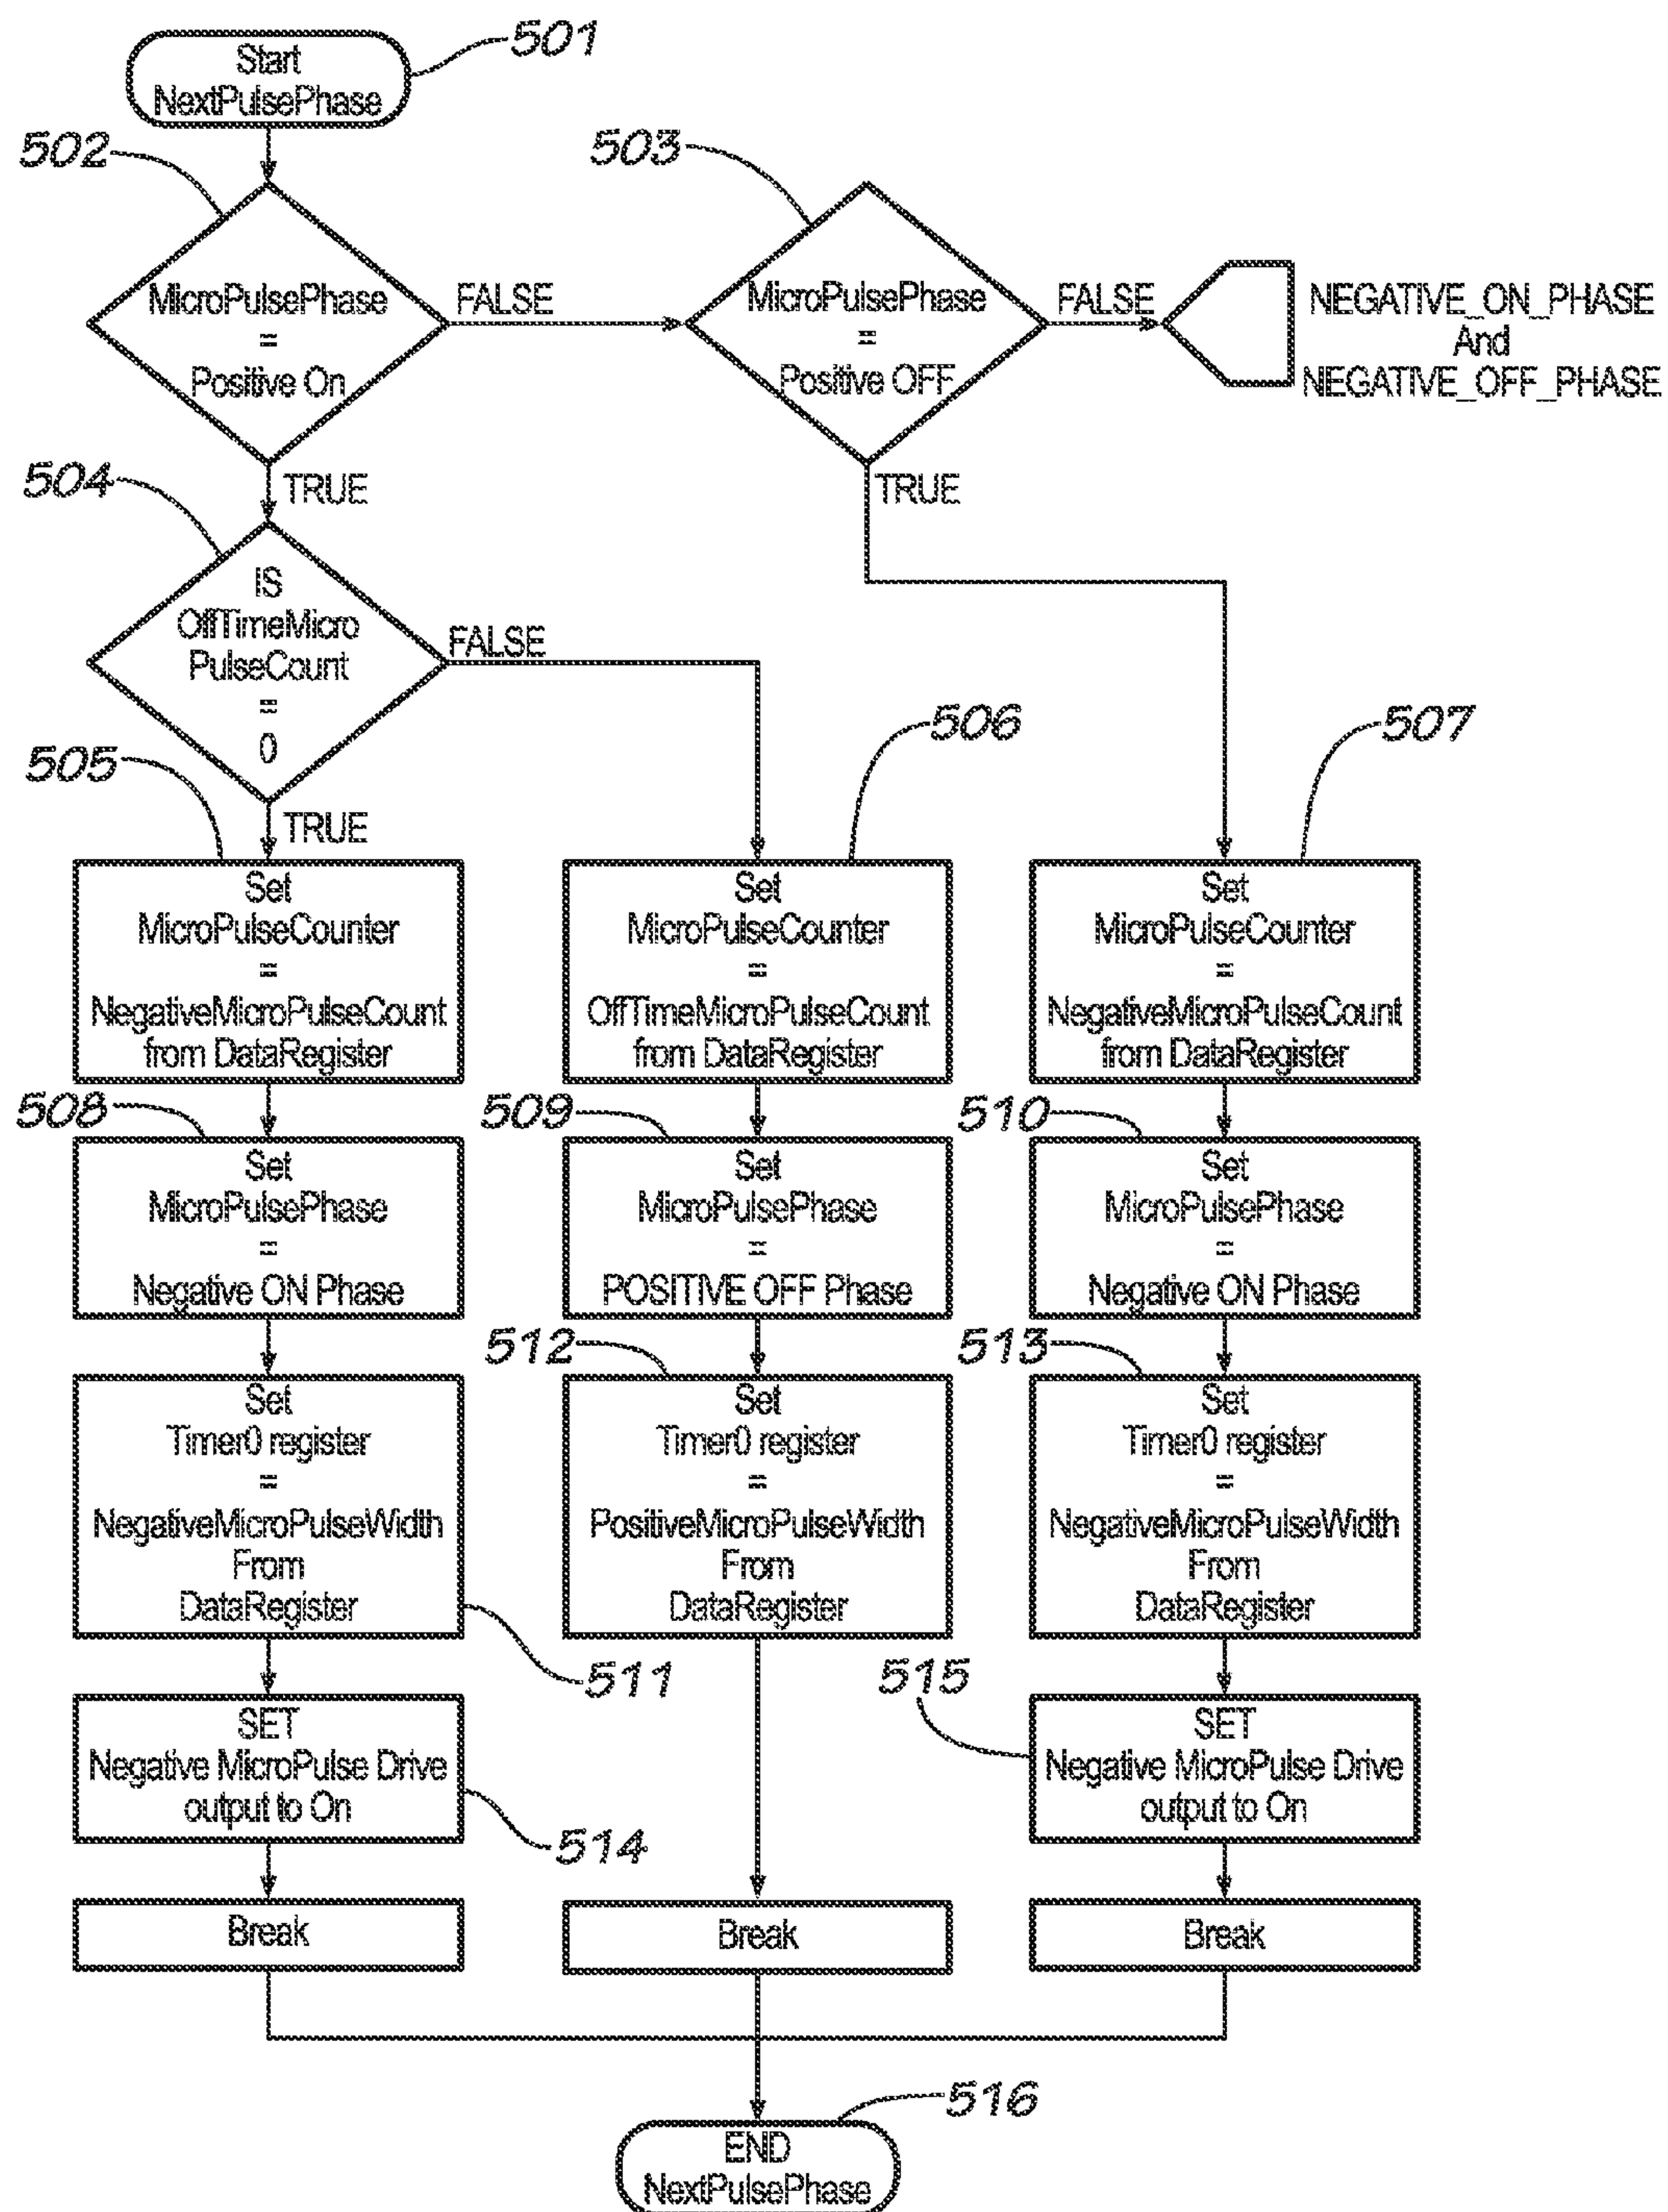 501
Start
NextPulsePhase
502
503
MicroPulsePhase
=
Positive On
FALSE
MicroPulsePhase
=
Positive OFF
FALSE
NEGATIVE_ON_PHASE
And
NEGATIVE_OFF_PHASE
504
TRUE
TRUE
IS
OffTimeMicro
PulseCount
=
0
FALSE
505
506
507
TRUE
Set
MicroPulseCounter
=
NegativeMicroPulseCount
from DataRegister
Set
MicroPulseCounter
=
OffTimeMicroPulseCount
from DataRegister
Set
MicroPulseCounter
=
NegativeMicroPulseCount
from DataRegister
508
509
510
Set
MicroPulsePhase
=
Negative ON Phase
Set
MicroPulsePhase
=
POSITIVE OFF Phase
Set
MicroPulsePhase
=
Negative ON Phase
512
513
Set
Timer0 register
=
NegativeMicroPulseWidth
From
DataRegister
Set
Timer0 register
=
PositiveMicroPulseWidth
From
DataRegister
Set
Timer0 register
=
NegativeMicroPulseWidth
From
DataRegister
511
515
SET
Negative MicroPulse Drive
output to On
SET
Negative MicroPulse Drive
output to On
514
Break
Break
Break
516
END
NextPulsePhase